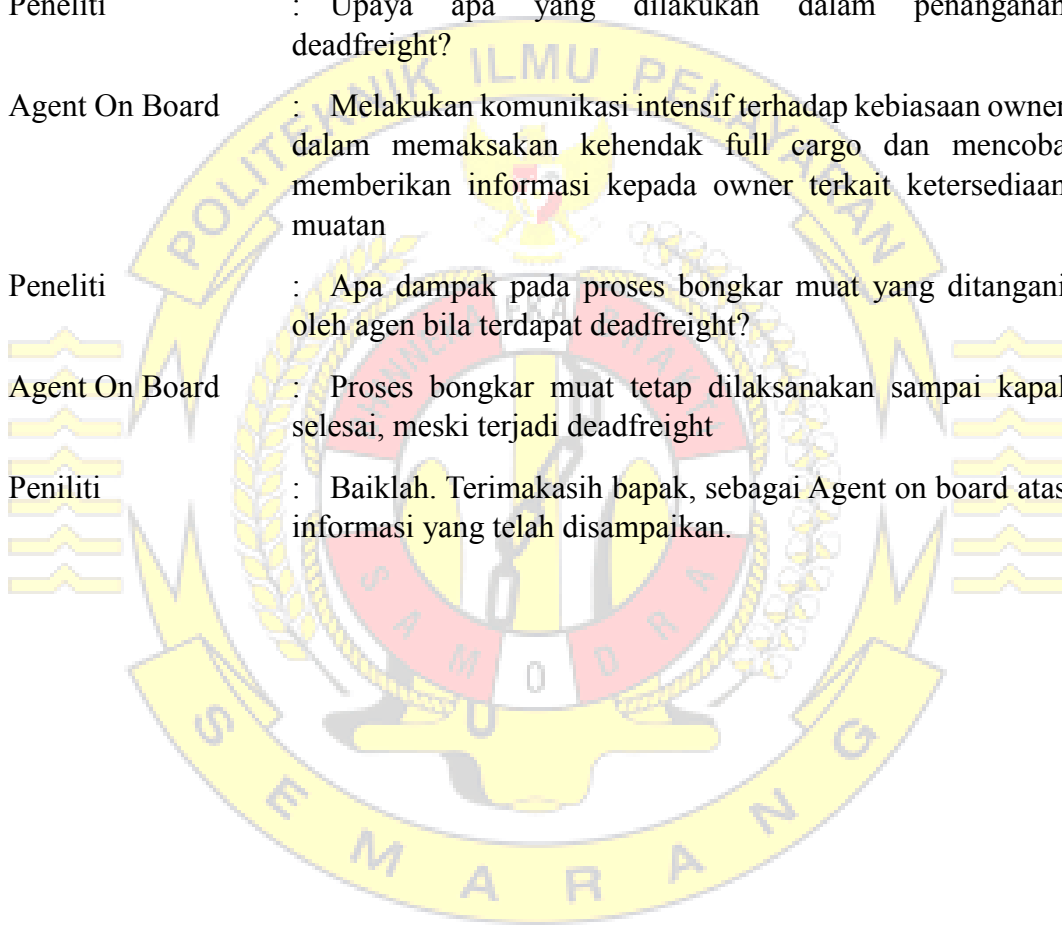 Peneliti : Upaya apa yang dilakukan dalam penanganan
deadfreight?
Agent On Board : Melakukan komunikasi intensif terhadap kebiasaan owner
dalam memaksakan kehendak full cargo dan mencoba
memberikan informasi kepada owner terkait ketersediaan
muatan
Peneliti : Apa dampak pada proses bongkar muat yang ditangani
oleh agen bila terdapat deadfreight?
Agent On Board : Proses bongkar muat tetap dilaksanakan sampai kapal
selesai, meski terjadi deadfreight
Peniliti : Baiklah. Terimakasih bapak, sebagai Agent on board atas
informasi yang telah disampaikan.
POLITEKNIK ILMU PELAYARAN
BHINNEKA EKA BHAKTI
SAMODRA
SEMARANG